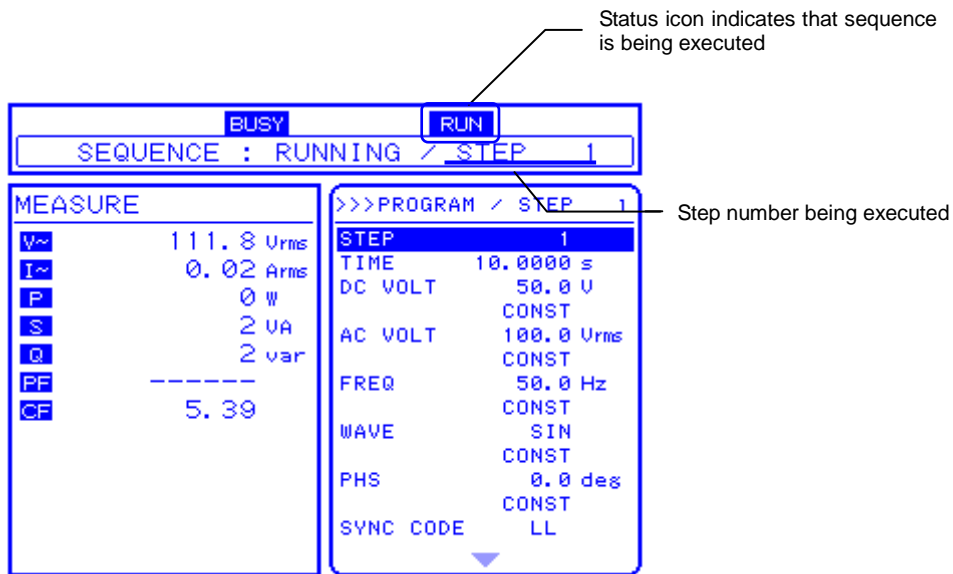 Status icon indicates that sequence
is being executed
BUSY RUN
SEQUENCE : RUNNING / STEP 1
MEASURE
V~ 111.8 Vrms
I~ 0.02 Arms
P 0 W
S 2 VA
Q 2 var
PF ------
CF 5.39
>>>PROGRAM / STEP 1
STEP 1
TIME 10.0000 s
DC VOLT 50.0 V
CONST
AC VOLT 100.0 Vrms
CONST
FREQ 50.0 Hz
CONST
WAVE SIN
CONST
PHS 0.0 deg
CONST
SYNC CODE LL
Step number being executed